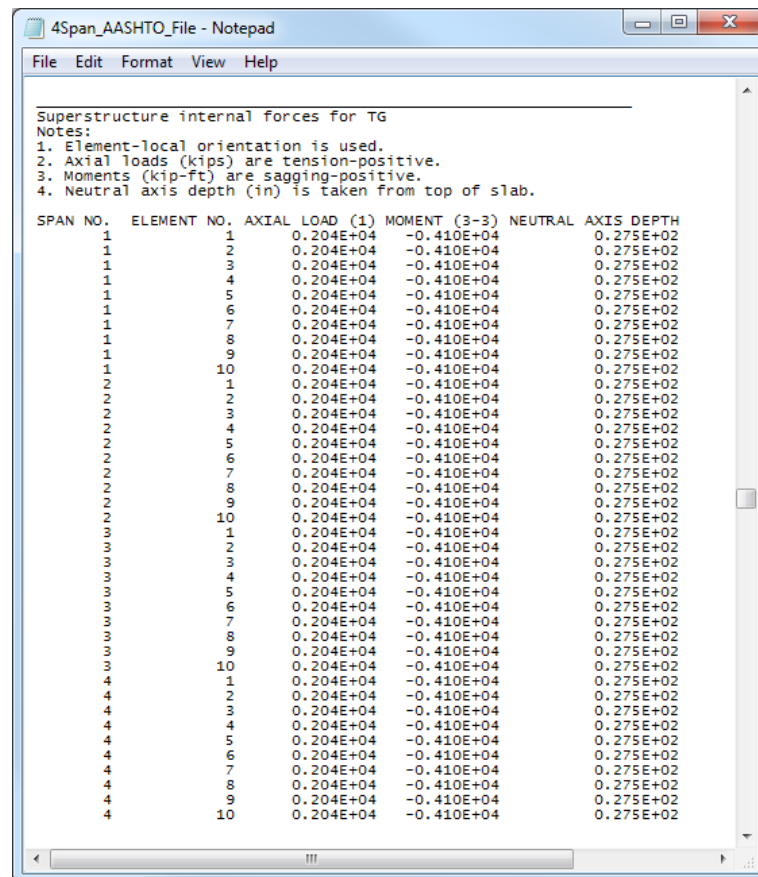 4Span_AASHTO_File - Notepad
File Edit Format View Help
Superstructure internal forces for TG
Notes:
1. Element-local orientation is used.
2. Axial loads (kips) are tension-positive.
3. Moments (kip-ft) are sagging-positive.
4. Neutral axis depth (in) is taken from top of slab.
SPAN NO. ELEMENT NO. AXIAL LOAD (1) MOMENT (3-3) NEUTRAL AXIS DEPTH
1 1 0.204E+04 -0.410E+04 0.275E+02
1 2 0.204E+04 -0.410E+04 0.275E+02
1 3 0.204E+04 -0.410E+04 0.275E+02
1 4 0.204E+04 -0.410E+04 0.275E+02
1 5 0.204E+04 -0.410E+04 0.275E+02
1 6 0.204E+04 -0.410E+04 0.275E+02
1 7 0.204E+04 -0.410E+04 0.275E+02
1 8 0.204E+04 -0.410E+04 0.275E+02
1 9 0.204E+04 -0.410E+04 0.275E+02
1 10 0.204E+04 -0.410E+04 0.275E+02
2 1 0.204E+04 -0.410E+04 0.275E+02
2 2 0.204E+04 -0.410E+04 0.275E+02
2 3 0.204E+04 -0.410E+04 0.275E+02
2 4 0.204E+04 -0.410E+04 0.275E+02
2 5 0.204E+04 -0.410E+04 0.275E+02
2 6 0.204E+04 -0.410E+04 0.275E+02
2 7 0.204E+04 -0.410E+04 0.275E+02
2 8 0.204E+04 -0.410E+04 0.275E+02
2 9 0.204E+04 -0.410E+04 0.275E+02
2 10 0.204E+04 -0.410E+04 0.275E+02
3 1 0.204E+04 -0.410E+04 0.275E+02
3 2 0.204E+04 -0.410E+04 0.275E+02
3 3 0.204E+04 -0.410E+04 0.275E+02
3 4 0.204E+04 -0.410E+04 0.275E+02
3 5 0.204E+04 -0.410E+04 0.275E+02
3 6 0.204E+04 -0.410E+04 0.275E+02
3 7 0.204E+04 -0.410E+04 0.275E+02
3 8 0.204E+04 -0.410E+04 0.275E+02
3 9 0.204E+04 -0.410E+04 0.275E+02
3 10 0.204E+04 -0.410E+04 0.275E+02
4 1 0.204E+04 -0.410E+04 0.275E+02
4 2 0.204E+04 -0.410E+04 0.275E+02
4 3 0.204E+04 -0.410E+04 0.275E+02
4 4 0.204E+04 -0.410E+04 0.275E+02
4 5 0.204E+04 -0.410E+04 0.275E+02
4 6 0.204E+04 -0.410E+04 0.275E+02
4 7 0.204E+04 -0.410E+04 0.275E+02
4 8 0.204E+04 -0.410E+04 0.275E+02
4 9 0.204E+04 -0.410E+04 0.275E+02
4 10 0.204E+04 -0.410E+04 0.275E+02